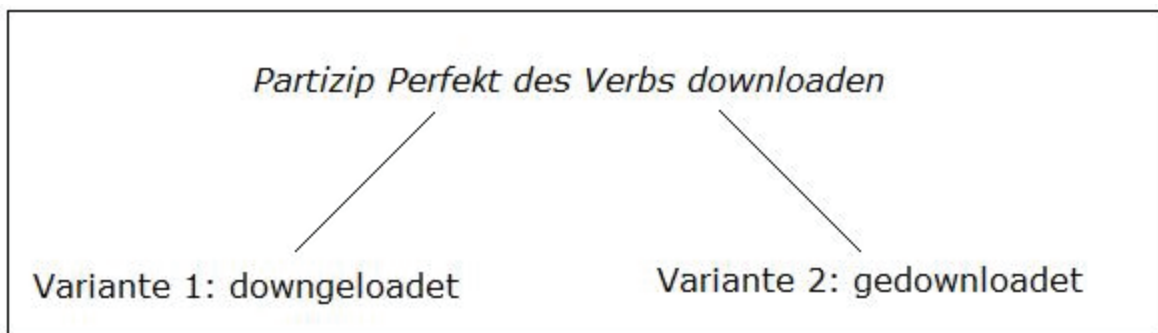 Partizip Perfekt des Verbs downloaden
Variante 1: downgeloadet
Variante 2: gedownloadet